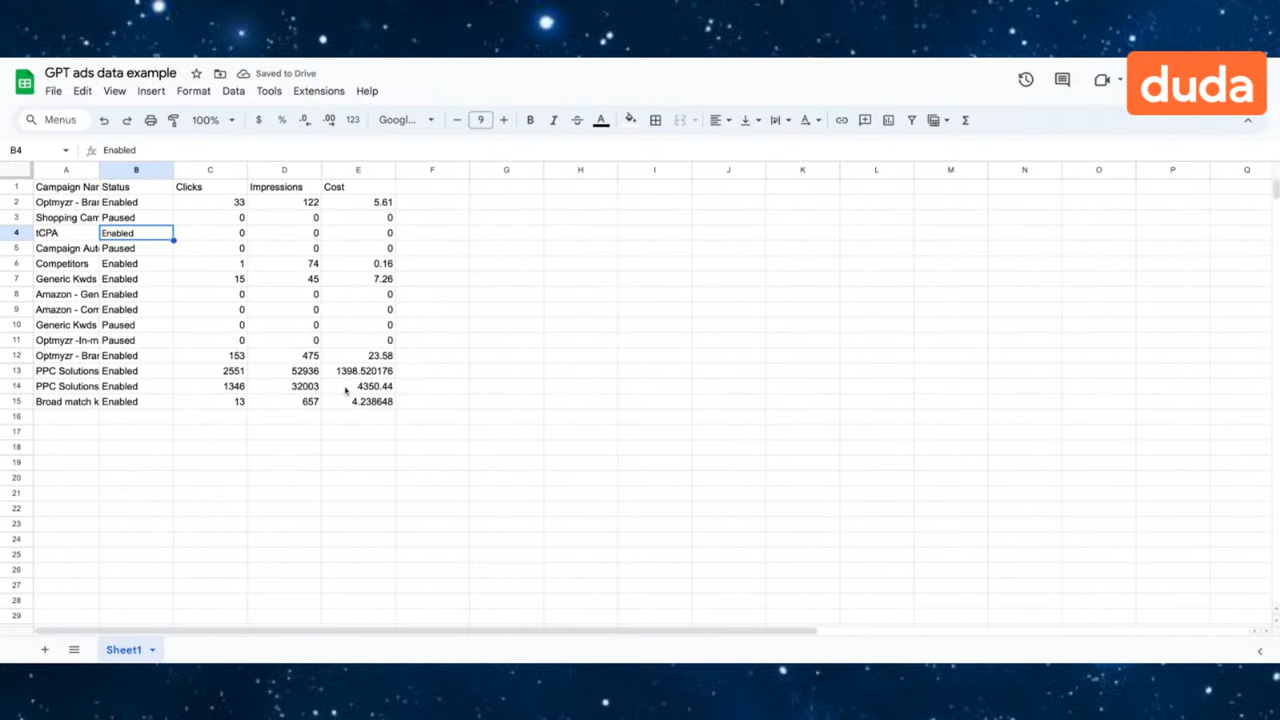 duda
GPT ads data example Saved to Drive
File Edit View Insert Format Data Tools Extensions Help
Menus 100% $ % .0 .00 123 Googl... − 9 + B I A Σ
B4 fx Enabled
A B C D E F G H I J K L M N O P Q
1 Campaign Nar Status Clicks Impressions Cost
2 Optmyzr - Brar Enabled 33 122 5.61
3 Shopping Cam Paused 0 0 0
4 tCPA Enabled 0 0 0
5 Campaign Aut Paused 0 0 0
6 Competitors Enabled 1 74 0.16
7 Generic Kwds Enabled 15 45 7.26
8 Amazon - Gen Enabled 0 0 0
9 Amazon - Com Enabled 0 0 0
10 Generic Kwds Paused 0 0 0
11 Optmyzr -In-m Paused 0 0 0
12 Optmyzr - Brar Enabled 153 475 23.58
13 PPC Solutions Enabled 2551 52936 1398.520176
14 PPC Solutions Enabled 1346 32003 4350.44
15 Broad match k Enabled 13 657 4.238648
16
17
18
19
20
21
22
23
24
25
26
27
28
29
+ Sheet1